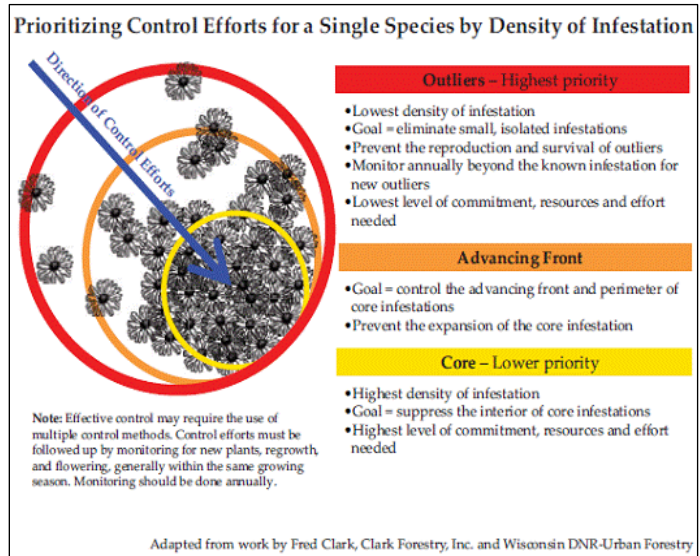 Prioritizing Control Efforts for a Single Species by Density of Infestation
Direction of Control Efforts
Outliers – Highest priority
•Lowest density of infestation
•Goal = eliminate small, isolated infestations
•Prevent the reproduction and survival of outliers
•Monitor annually beyond the known infestation for
new outliers
•Lowest level of commitment, resources and effort
needed
Advancing Front
•Goal = control the advancing front and perimeter of
core infestations
•Prevent the expansion of the core infestation
Core – Lower priority
•Highest density of infestation
•Goal = suppress the interior of core infestations
•Highest level of commitment, resources and effort
needed
Note: Effective control may require the use of
multiple control methods. Control efforts must be
followed up by monitoring for new plants, regrowth,
and flowering, generally within the same growing
season. Monitoring should be done annually.
Adapted from work by Fred Clark, Clark Forestry, Inc. and Wisconsin DNR-Urban Forestry